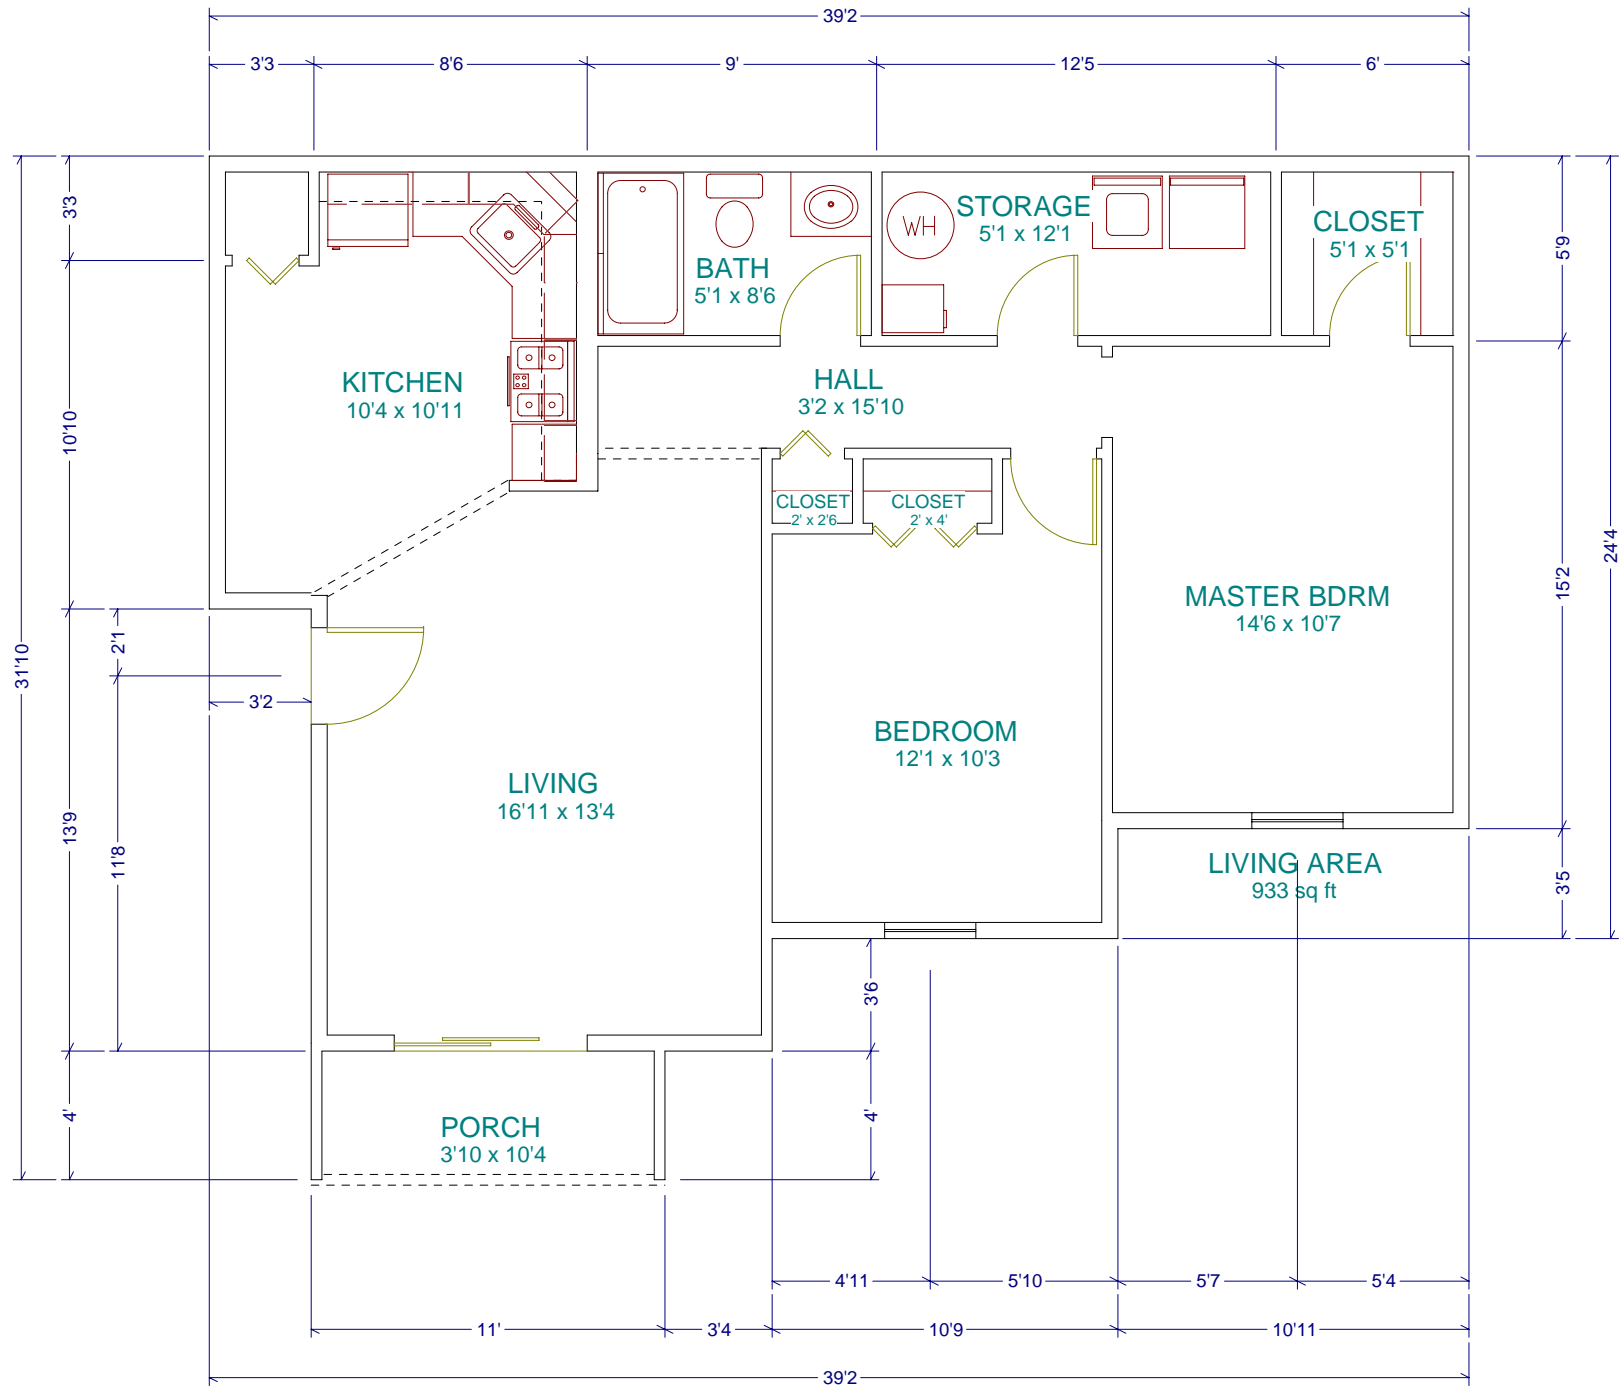 39'2
3'3
8'6
9'
12'5
6'
3'3
10'10
31'10
2'1
3'2
13'9
11'8
4'
WH
STORAGE
5'1 x 12'1
CLOSET
5'1 x 5'1
BATH
5'1 x 8'6
KITCHEN
10'4 x 10'11
HALL
3'2 x 15'10
CLOSET
2' x 2'6
CLOSET
2' x 4'
MASTER BDRM
14'6 x 10'7
BEDROOM
12'1 x 10'3
LIVING
16'11 x 13'4
LIVING AREA
933 sq ft
PORCH
3'10 x 10'4
5'9
24'4
15'2
3'5
3'6
4'
4'11
5'10
5'7
5'4
11'
3'4
10'9
10'11
39'2